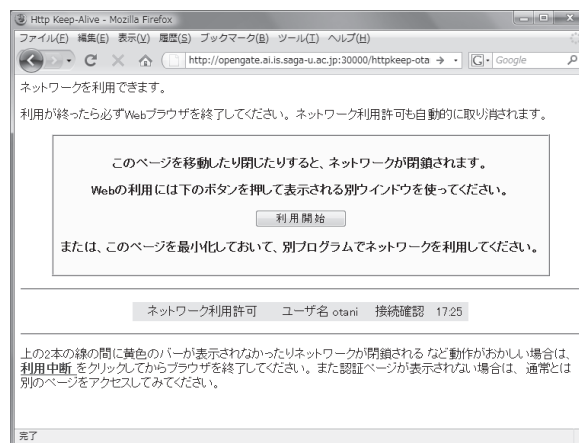 Http Keep-Alive - Mozilla Firefox
ファイル(F) 編集(E) 表示(V) 履歴(S) ブックマーク(B) ツール(T) ヘルプ(H)
http://opengate.ai.is.saga-u.ac.jp:30000/httpkeep-ota
Google
ネットワークを利用できます。
利用が終ったら必ずWebブラウザを終了してください。ネットワーク利用許可も自動的に取り消されます。
このページを移動したり閉じたりすると、ネットワークが閉鎖されます。
Webの利用には下のボタンを押して表示される別ウインドウを使ってください。
利用開始
または、このページを最小化しておいて、別プログラムでネットワークを利用してください。
ネットワーク利用許可 ユーザ名 otani 接続確認 17:25
上の2本の線の間に黄色のバーが表示されなかったりネットワークが閉鎖される など動作がおかしい場合は、
利用中断 をクリックしてからブラウザを終了してください。また認証ページが表示されない場合は、通常とは
別のページをアクセスしてみてください。
完了